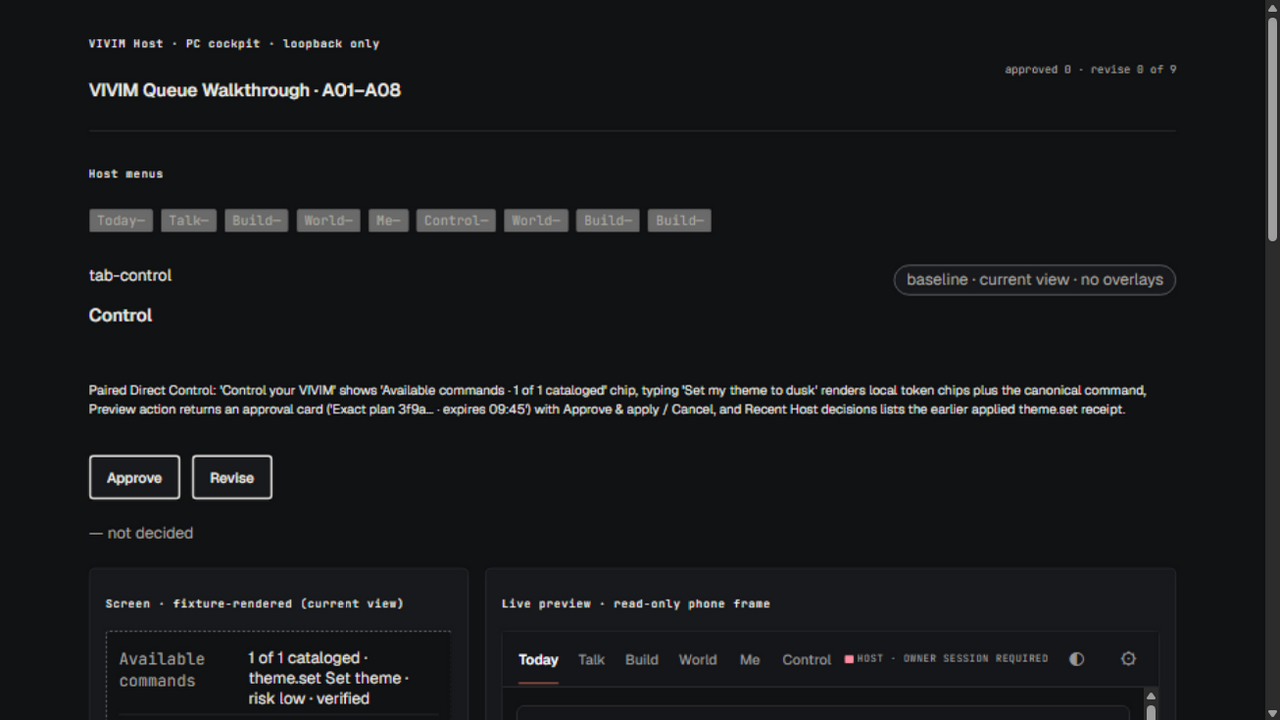 VIVIM Host · PC cockpit · loopback only
approved 0 · revise 0 of 9
VIVIM Queue Walkthrough · A01–A08
Host menus
Today— Talk— Build— World— Me— Control— World— Build— Build—
tab-control
baseline · current view · no overlays
Control
Paired Direct Control: 'Control your VIVIM' shows 'Available commands · 1 of 1 cataloged' chip, typing 'Set my theme to dusk' renders local token chips plus the canonical command,
Preview action returns an approval card ('Exact plan 3f9a… · expires 09:45') with Approve & apply / Cancel, and Recent Host decisions lists the earlier applied theme.set receipt.
Approve Revise
— not decided
Screen · fixture-rendered (current view)
Available
commands
1 of 1 cataloged ·
theme.set Set theme ·
risk low · verified
Live preview · read-only phone frame
Today Talk Build World Me Control HOST · OWNER SESSION REQUIRED